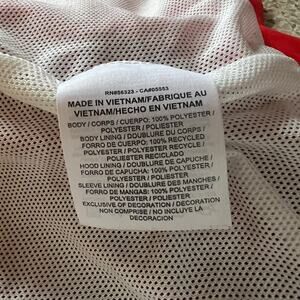 RN#56323 - CA#05553
MADE IN VIETNAM/FABRIQUE AU
VIETNAM/HECHO EN VIETNAM
BODY / CORPS / CUERPO: 100% POLYESTER /
POLYESTER / POLIESTER
BODY LINING / DOUBLURE DU CORPS /
FORRO DE CUERPO: 100% RECYCLED
POLYESTER / POLYESTER RECYCLE /
POLIESTER RECICLADO
HOOD LINING / DOUBLURE DE CAPUCHE /
FORRO DE CAPUCHA: 100% POLYESTER /
POLYESTER / POLIESTER
SLEEVE LINING / DOUBLURE DES MANCHES /
FORRO DE MANGAS: 100% POLYESTER /
POLYESTER / POLIESTER
EXCLUSIVE OF DECORATION / DECORATION
NON COMPRISE / NO INCLUYE LA
DECORACION